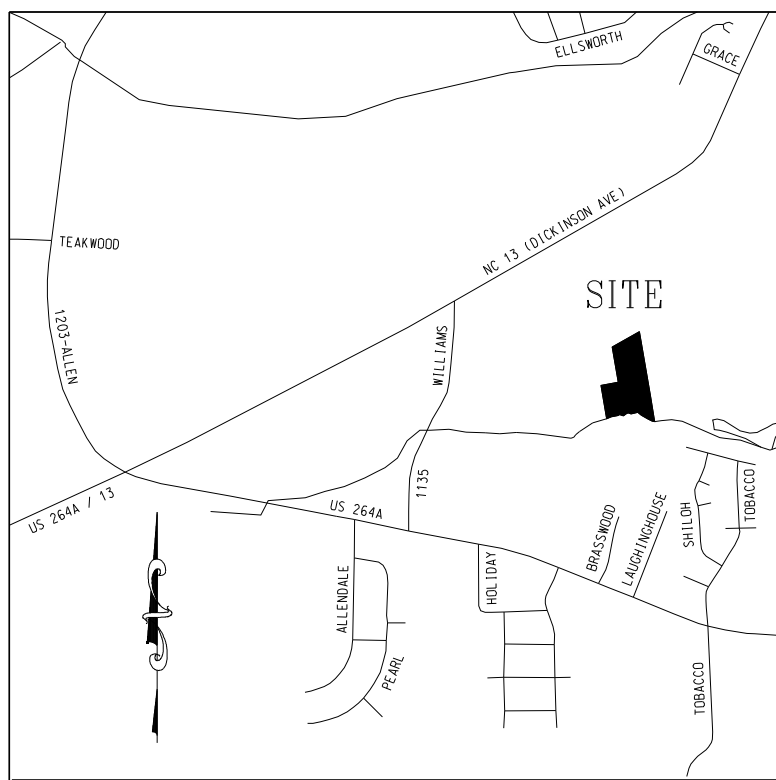 ELLSWORTH
GRACE
NC 13 (DICKINSON AVE)
TEAKWOOD
SITE
1203-ALLEN
WILLIAMS
1135
US 264A / 13
US 264A
BRASSWOOD
LAUGHINGHOUSE
SHILOH
TOBACCO
ALLENDALE
HOLIDAY
PEARL
TOBACCO